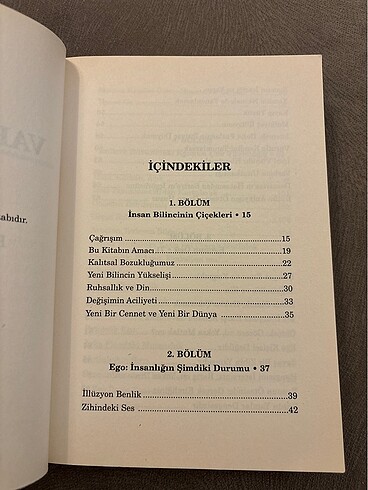 VA
abıdır.
İÇİNDEKİLER
1. BÖLÜM
İnsan Bilincinin Çiçekleri • 15
Çağrışım 15
Bu Kitabın Amacı 19
Kalıtsal Bozukluğumuz 22
Yeni Bilincin Yükselişi 27
Ruhsallık ve Din 30
Değişimin Aciliyeti 33
Yeni Bir Cennet ve Yeni Bir Dünya 35
2. BÖLÜM
Ego: İnsanlığın Şimdiki Durumu • 37
İllüzyon Benlik 39
Zihindeki Ses 42